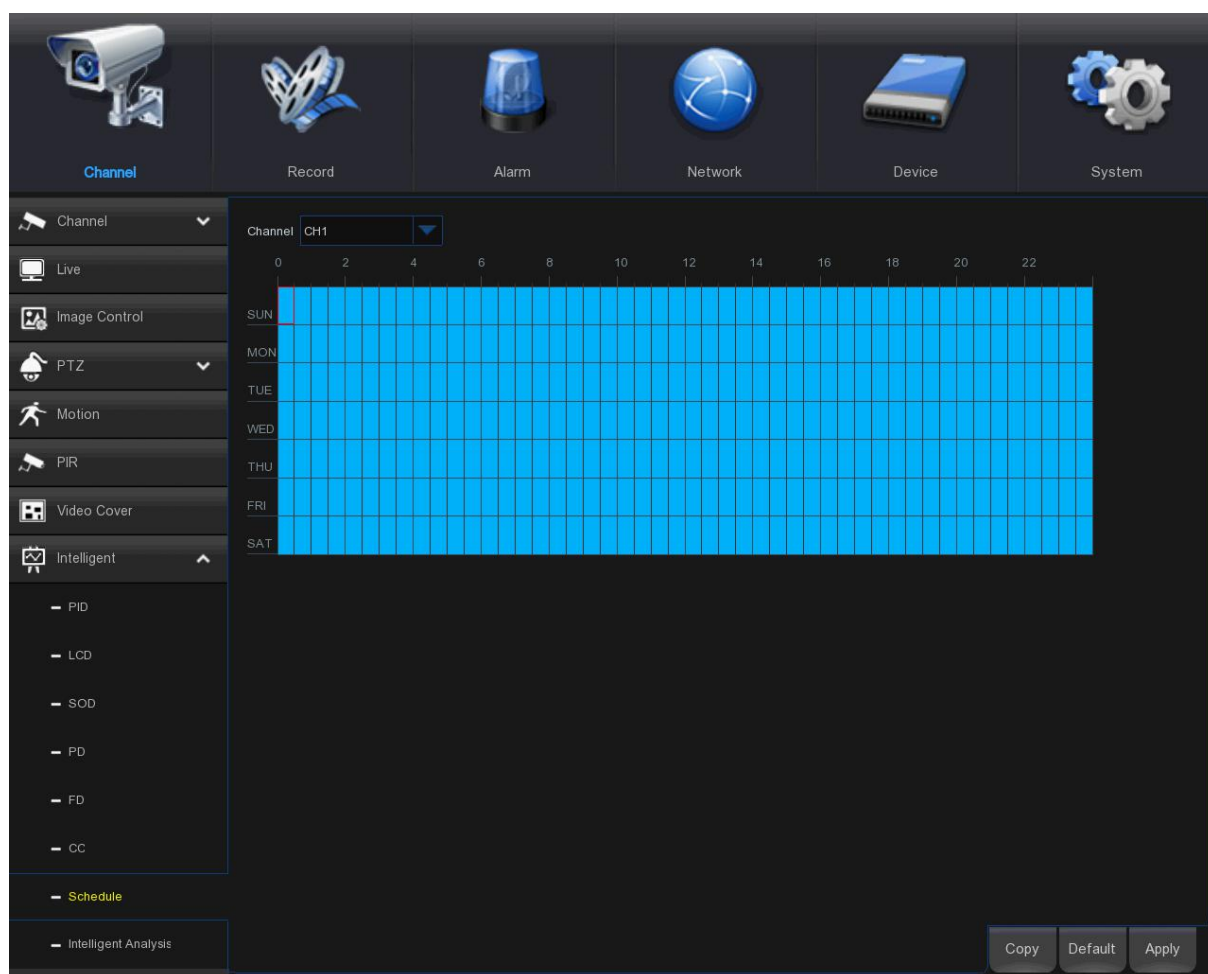 Channel Record Alarm Network Device System
Channel
Live
Image Control
PTZ
Motion
PIR
Video Cover
Intelligent
PID
LCD
SOD
PD
FD
CC
Schedule
Intelligent Analysis
Channel CH1
0 2 4 6 8 10 12 14 16 18 20 22
SUN
MON
TUE
WED
THU
FRI
SAT
Copy Default Apply